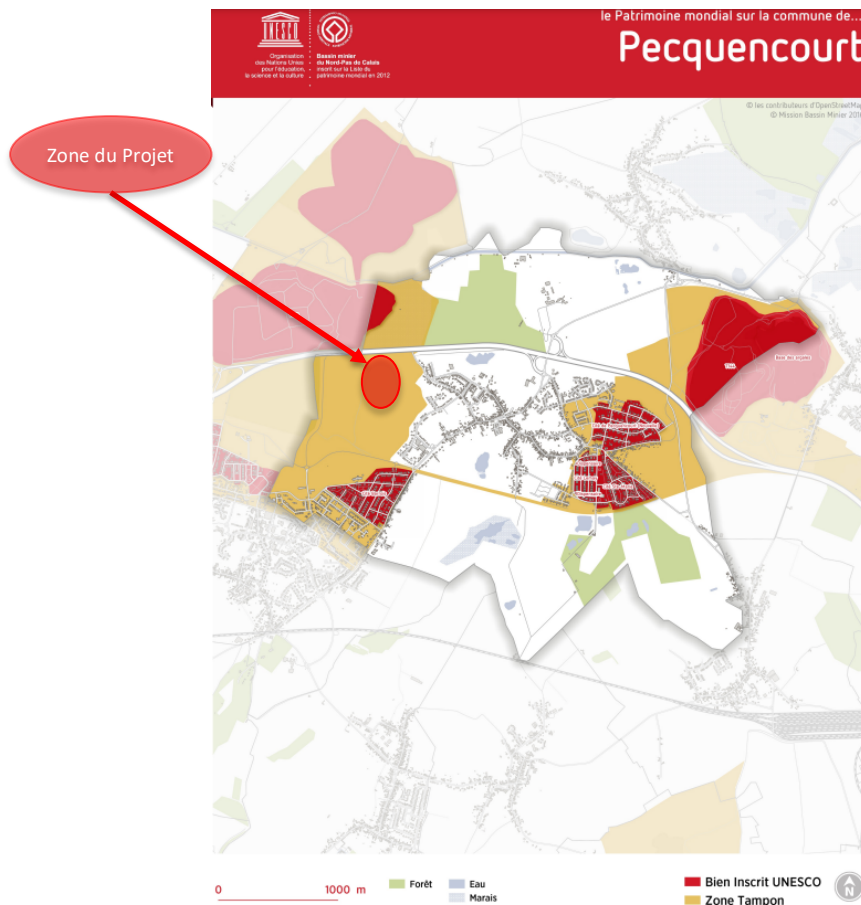 le Patrimoine mondial sur la commune de...
Pecquencourt
UNESCO
Organisation
des Nations Unies
pour l'éducation,
la science et la culture
Bassin minier
du Nord-Pas de Calais
inscrit sur la Liste du
patrimoine mondial en 2012
© les contributeurs d'OpenStreetMap
© Mission Bassin Minier 201
Zone du Projet
0
1000 m
Forêt
Eau
Marais
Bien Inscrit UNESCO
Zone Tampon
N